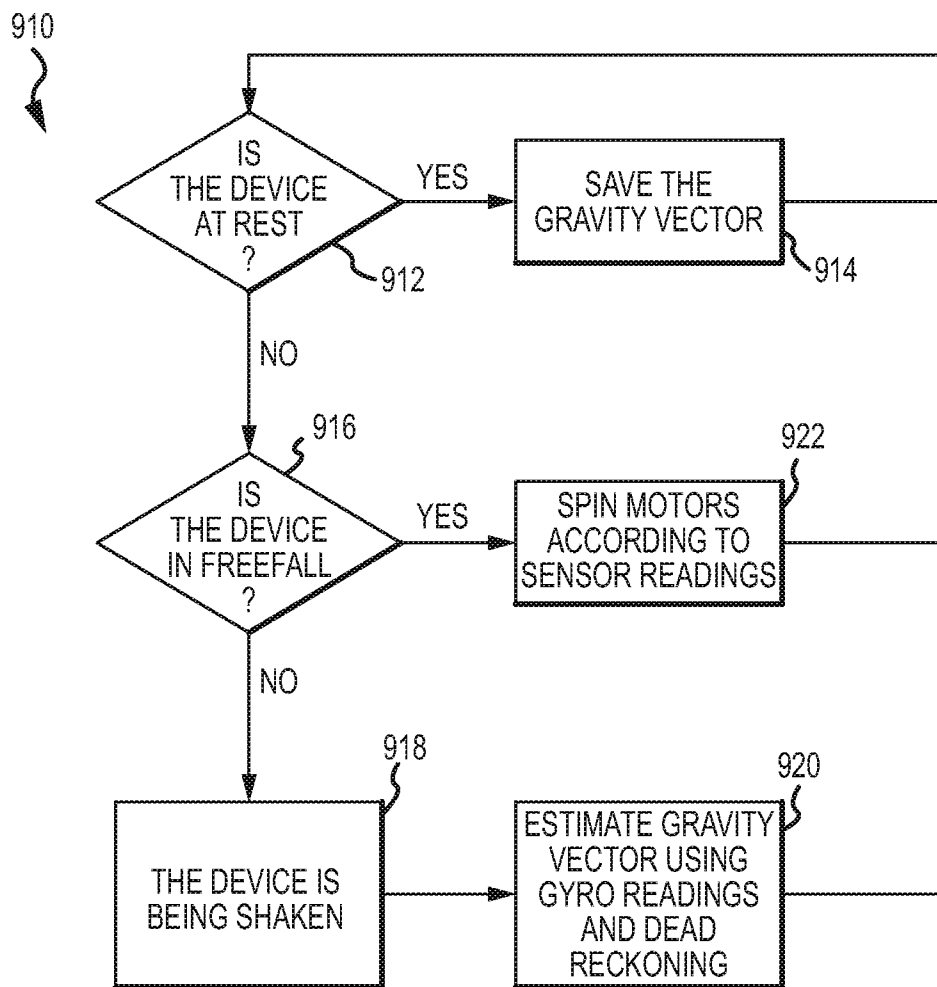 910
IS
THE DEVICE
AT REST
?
912
YES
SAVE THE
GRAVITY VECTOR
914
NO
916
IS
THE DEVICE
IN FREEFALL
?
YES
922
SPIN MOTORS
ACCORDING TO
SENSOR READINGS
NO
918
THE DEVICE IS
BEING SHAKEN
920
ESTIMATE GRAVITY
VECTOR USING
GYRO READINGS
AND DEAD
RECKONING